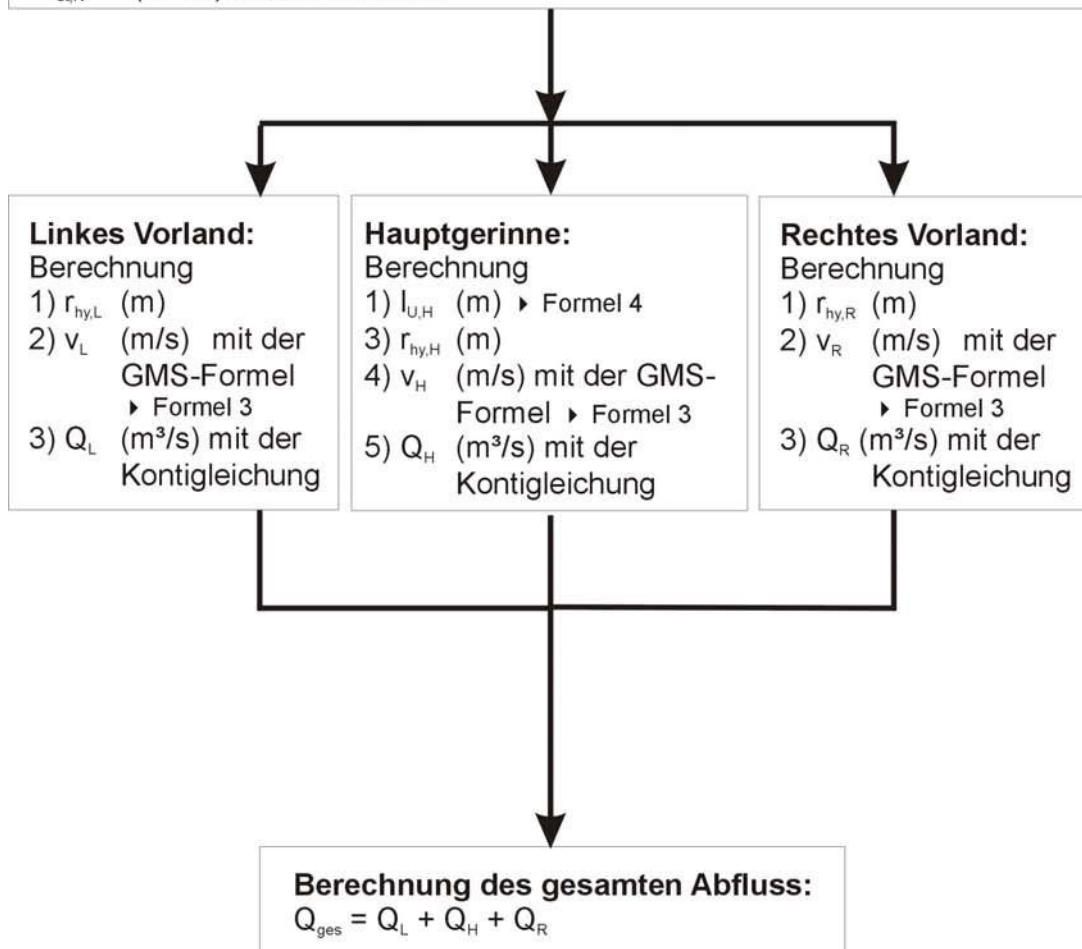 Linkes Vorland:
Berechnung
1) r_hy,L (m)
2) v_L (m/s) mit der
GMS-Formel
▸ Formel 3
3) Q_L (m³/s) mit der
Kontigleichung
Hauptgerinne:
Berechnung
1) l_U,H (m) ▸ Formel 4
3) r_hy,H (m)
4) v_H (m/s) mit der GMS-
Formel ▸ Formel 3
5) Q_H (m³/s) mit der
Kontigleichung
Rechtes Vorland:
Berechnung
1) r_hy,R (m)
2) v_R (m/s) mit der
GMS-Formel
▸ Formel 3
3) Q_R (m³/s) mit der
Kontigleichung
Berechnung des gesamten Abfluss:
Q_ges = Q_L + Q_H + Q_R